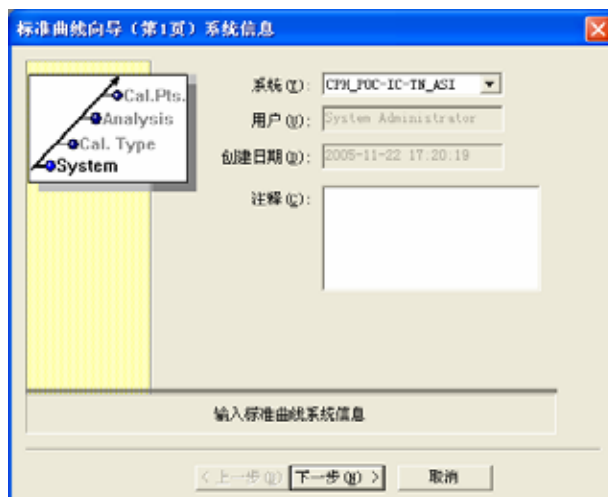 标准曲线向导（第1页）系统信息
Cal.Pts.
Analysis
Cal. Type
System
系统(Y): CPH_POC-IC-TN_ASI
用户(U): System Administrator
创建日期(D): 2005-11-22 17:20:19
注释(C):
输入标准曲线系统信息
< 上一步(B) 下一步(N) > 取消